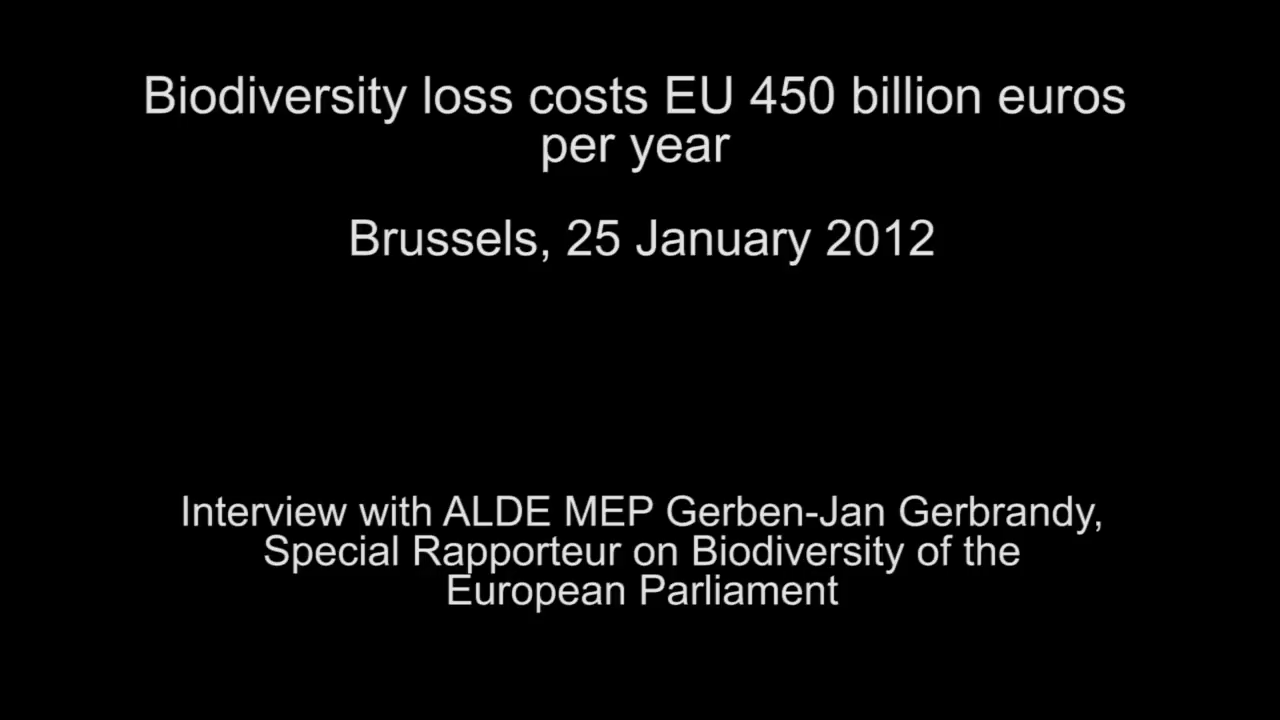 Biodiversity loss costs EU 450 billion euros
per year
Brussels, 25 January 2012
Interview with ALDE MEP Gerben-Jan Gerbrandy,
Special Rapporteur on Biodiversity of the
European Parliament